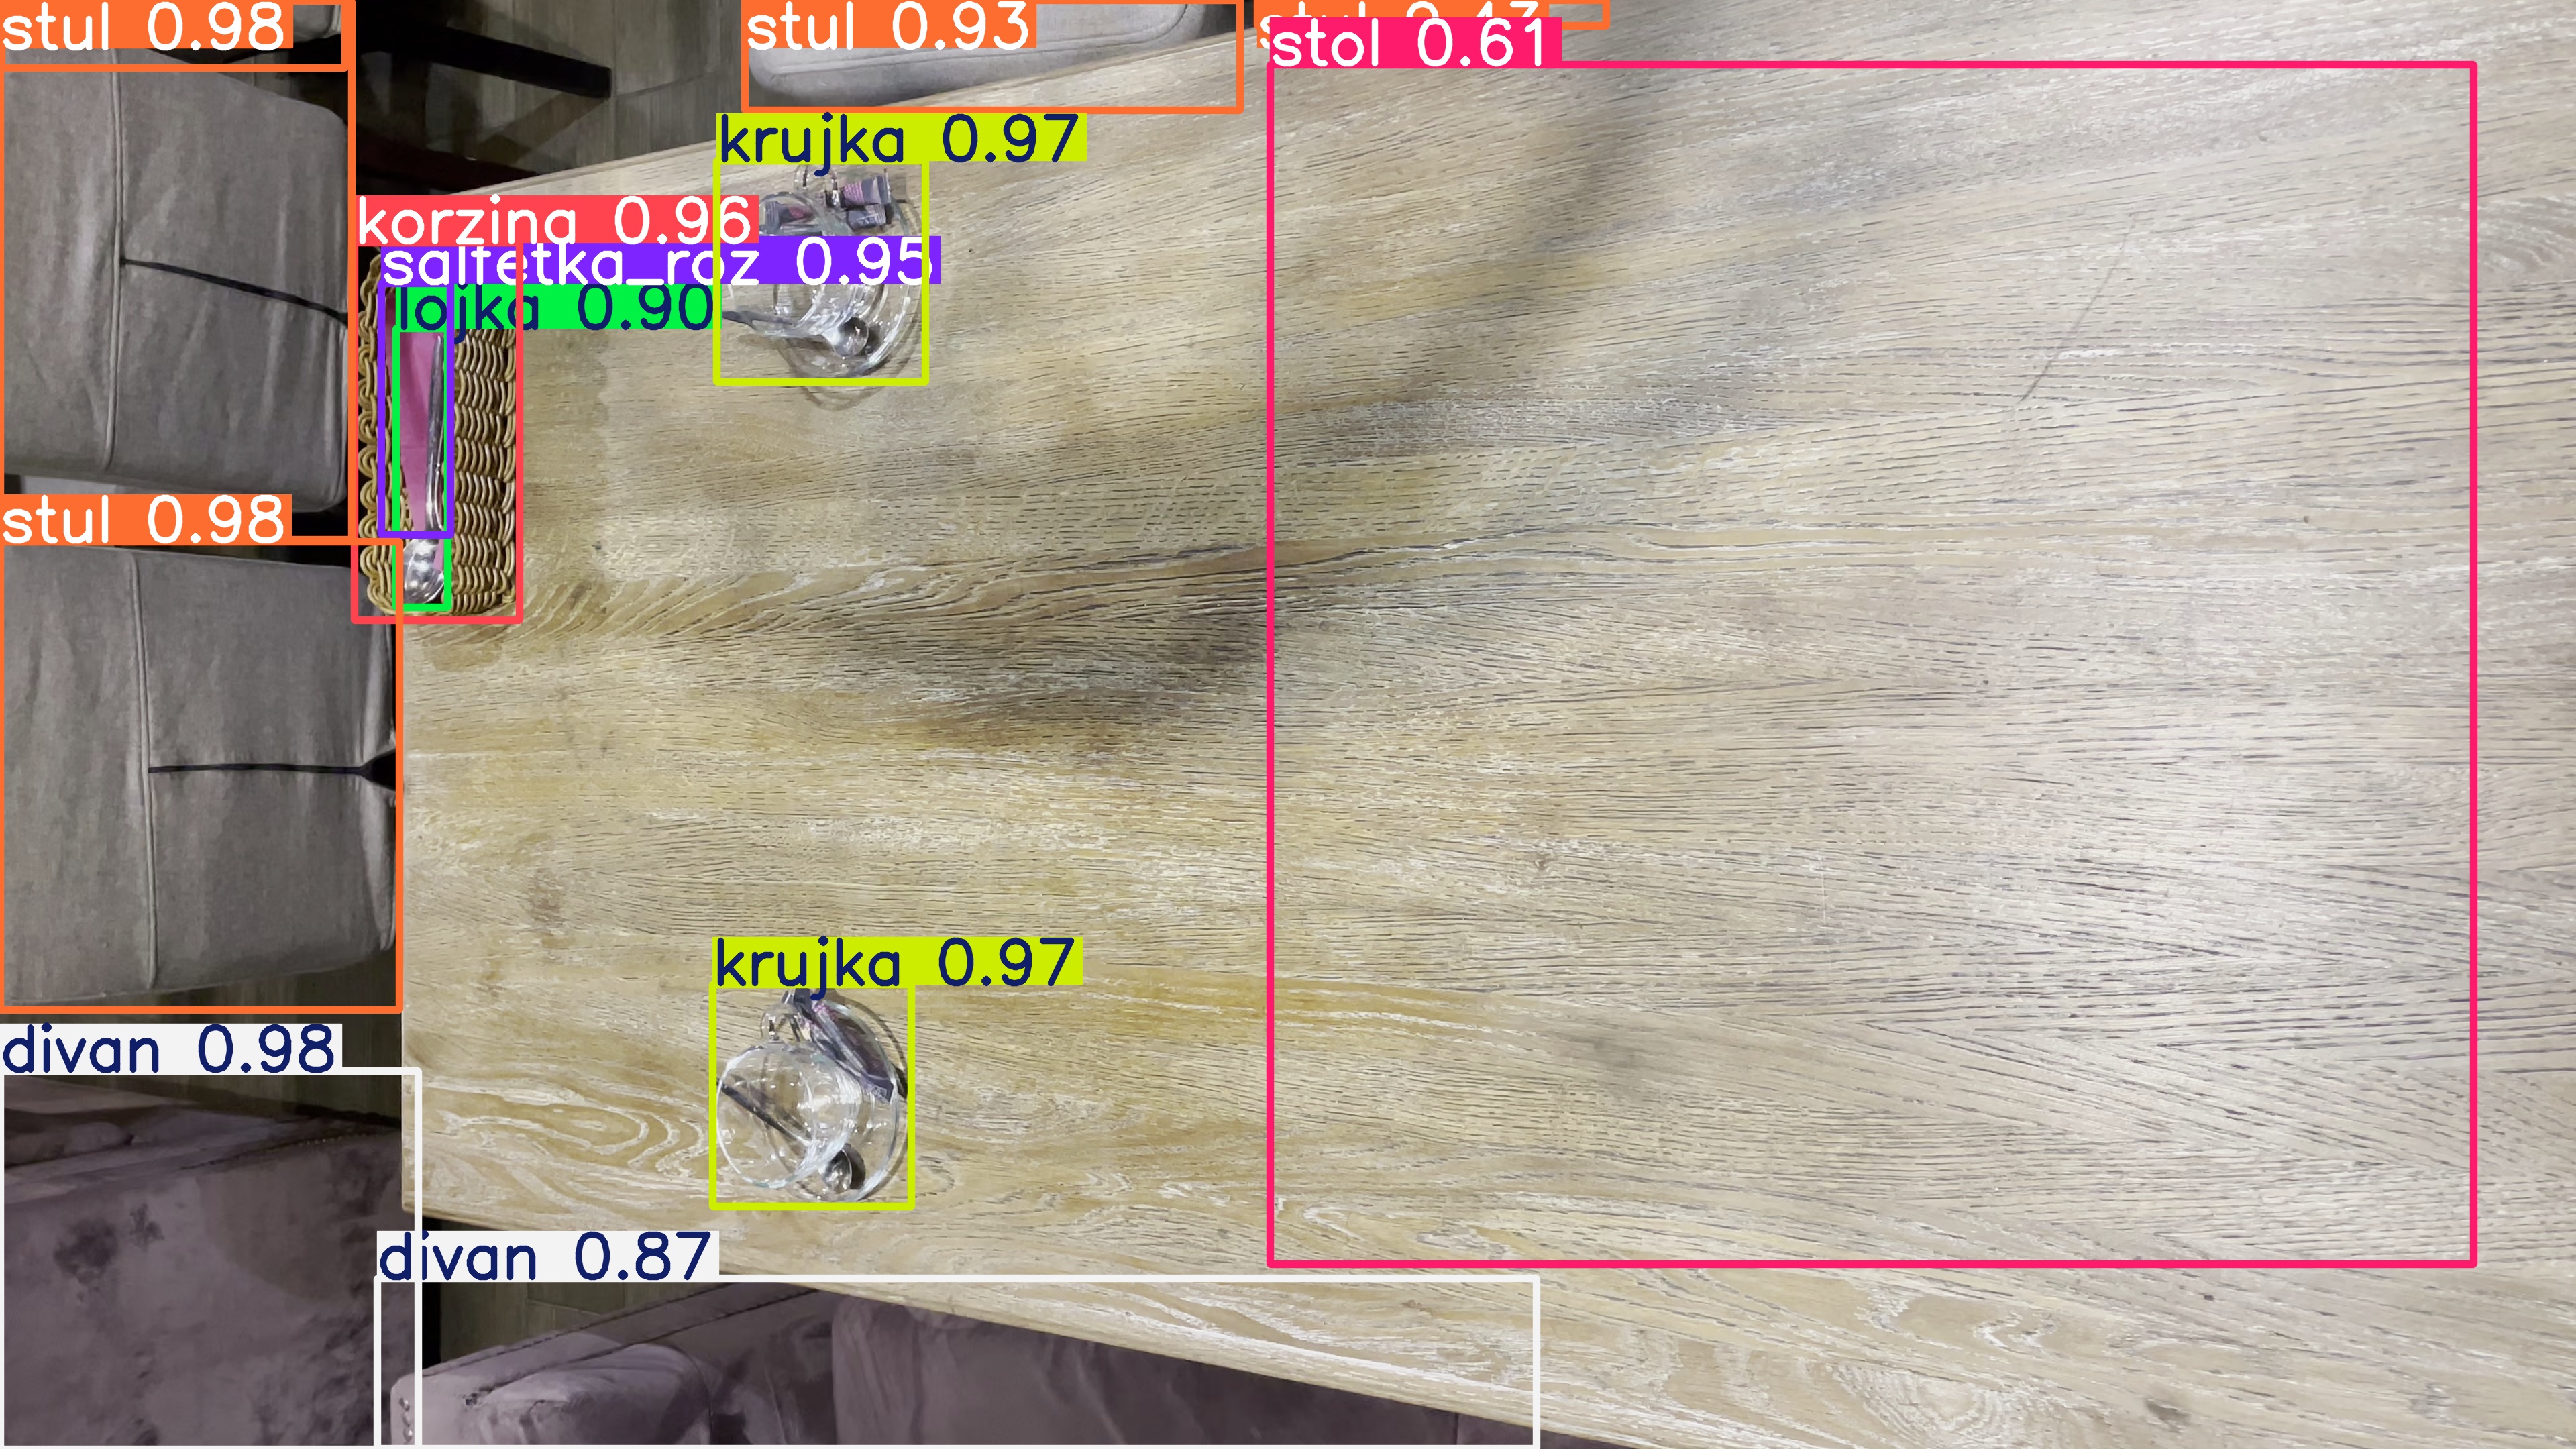 stul 0.98
stul 0.93
stol 0.61
krujka 0.97
korzina 0.96
salfetka_roz 0.95
lojka 0.90
stul 0.98
krujka 0.97
divan 0.98
divan 0.87